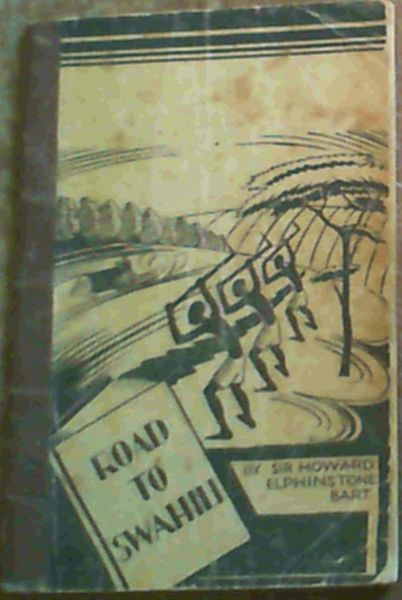 ROAD
TO
SWAHILI
BY SIR HOWARD
ELPHINSTONE
BART.